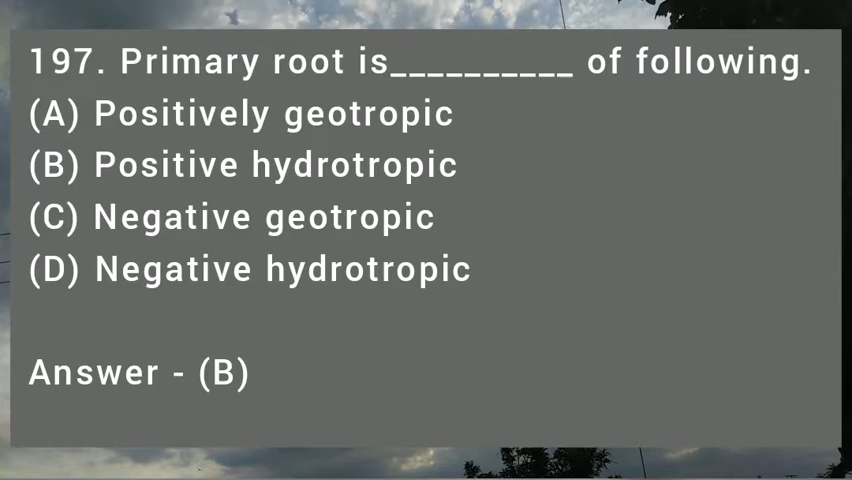 197. Primary root is__________ of following.
(A) Positively geotropic
(B) Positive hydrotropic
(C) Negative geotropic
(D) Negative hydrotropic
Answer - (B)